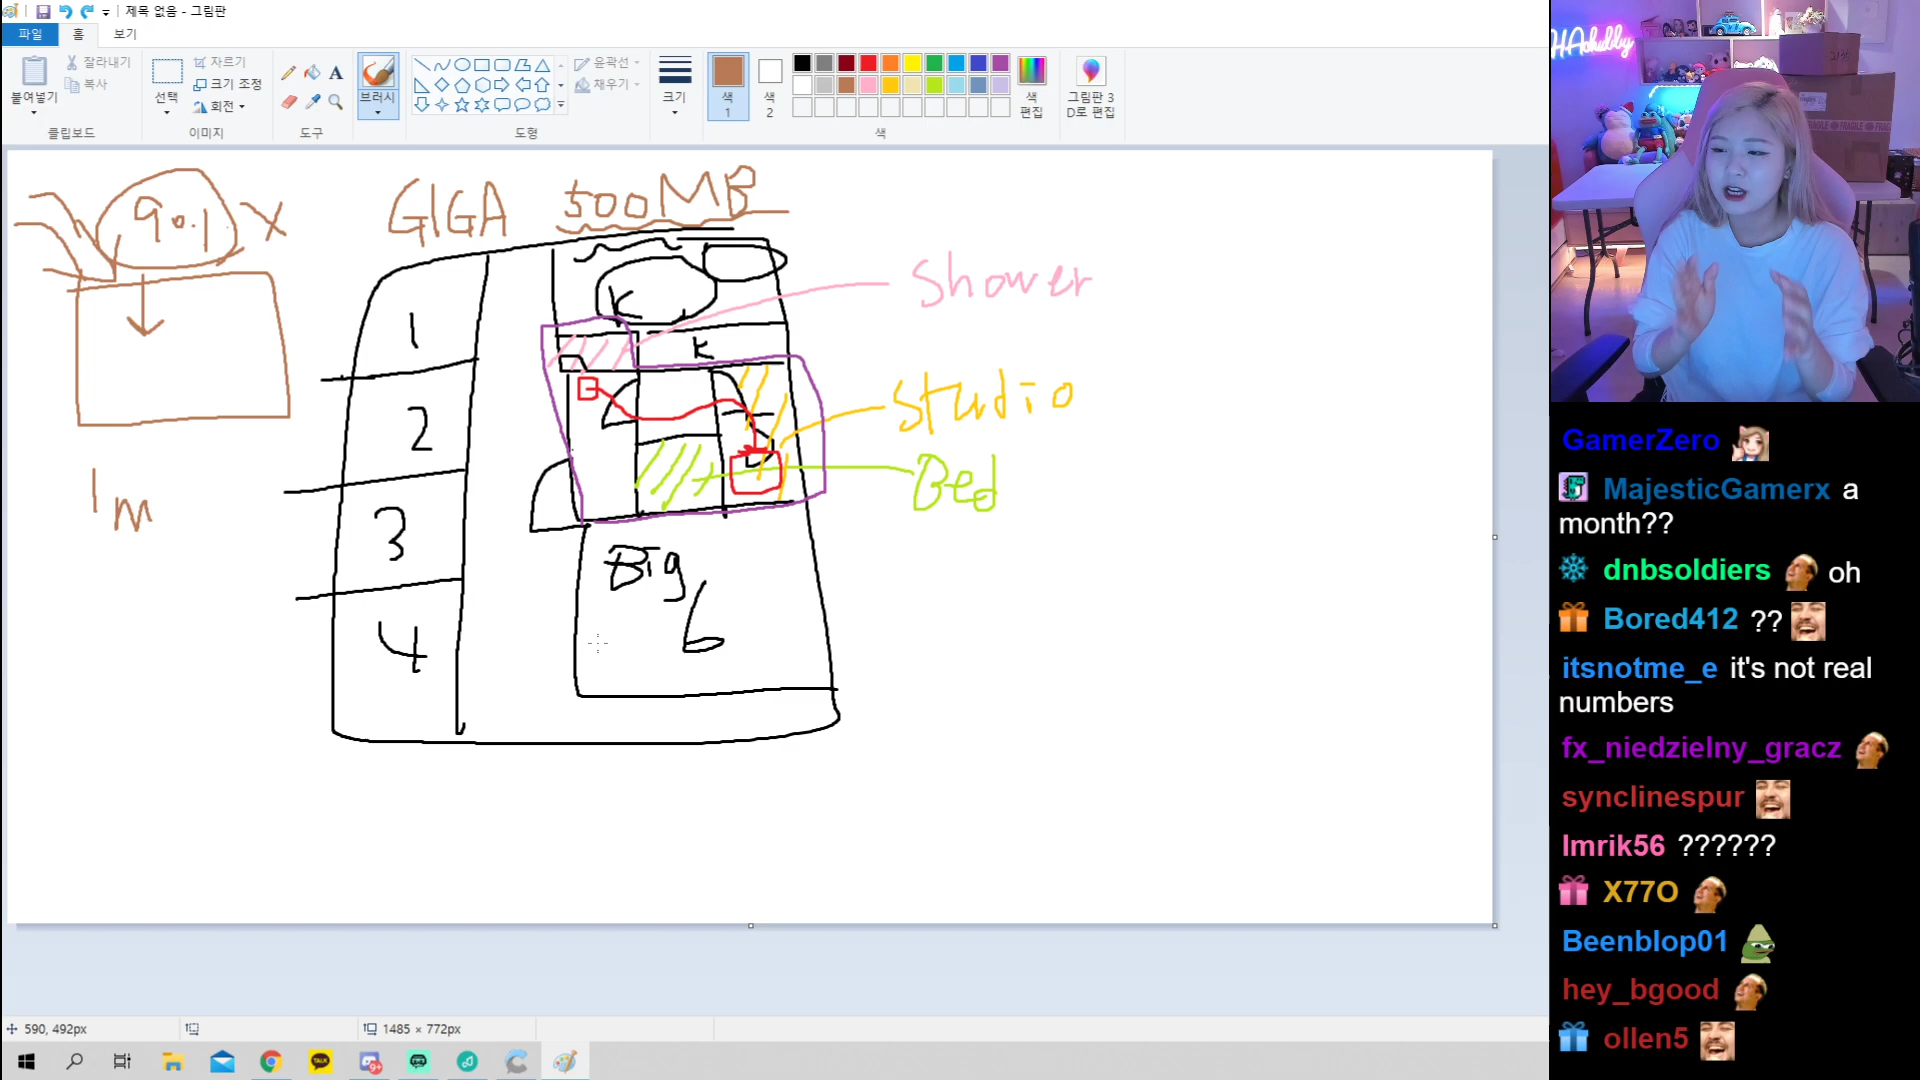 제목 없음 - 그림판
파일 홈 보기
붙여넣기 잘라내기 복사
클립보드
선택 자르기 크기 조정 회전
이미지
A
도구
브러시
윤곽선 채우기
도형
크기
색 1
색 2
색 편집
색
그림판 3D로 편집
90.1 X
GIGA 500MB
1
2
3
4
K
K
Shower
Studio
Bed
Big
6
1m
590, 492px
1485 × 772px
TALK
9+
HAchubby
FRAGILE
GamerZero
MajesticGamerx a month??
dnbsoldiers oh
Bored412 ??
itsnotme_e it's not real numbers
fx_niedzielny_gracz
synclinespur
Imrik56 ??????
X77O
Beenblop01
hey_bgood
ollen5